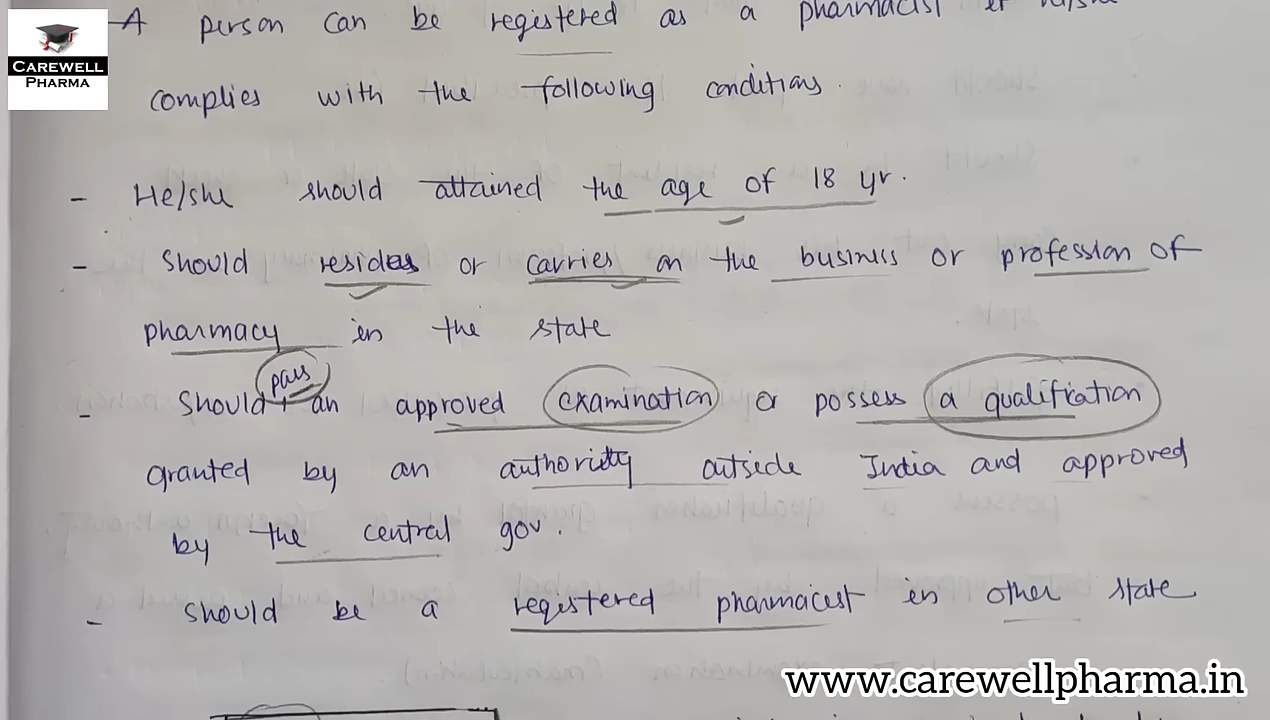 CAREWELL
PHARMA
A person can be registered as a pharmacist if he/she
complies with the following conditions.
- He/she should attained the age of 18 yr.
- Should resides or carries on the business or profession of
pharmacy in the state
pass
- Should an approved examination or possess a qualification
granted by an authority outside India and approved
by the central gov.
- Should be a registered pharmacist in other state
www.carewellpharma.in